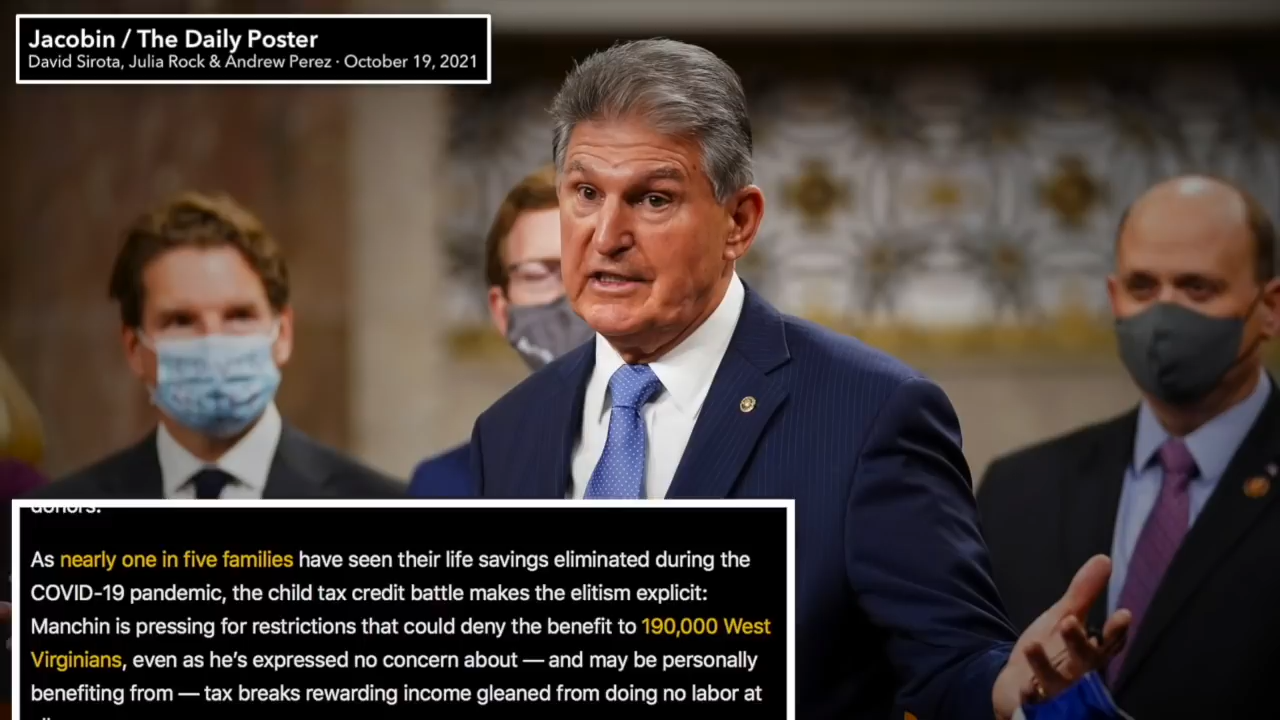 Jacobin / The Daily Poster
David Sirota, Julia Rock & Andrew Perez · October 19, 2021
donors.
As nearly one in five families have seen their life savings eliminated during the
COVID-19 pandemic, the child tax credit battle makes the elitism explicit:
Manchin is pressing for restrictions that could deny the benefit to 190,000 West
Virginians, even as he's expressed no concern about — and may be personally
benefiting from — tax breaks rewarding income gleaned from doing no labor at